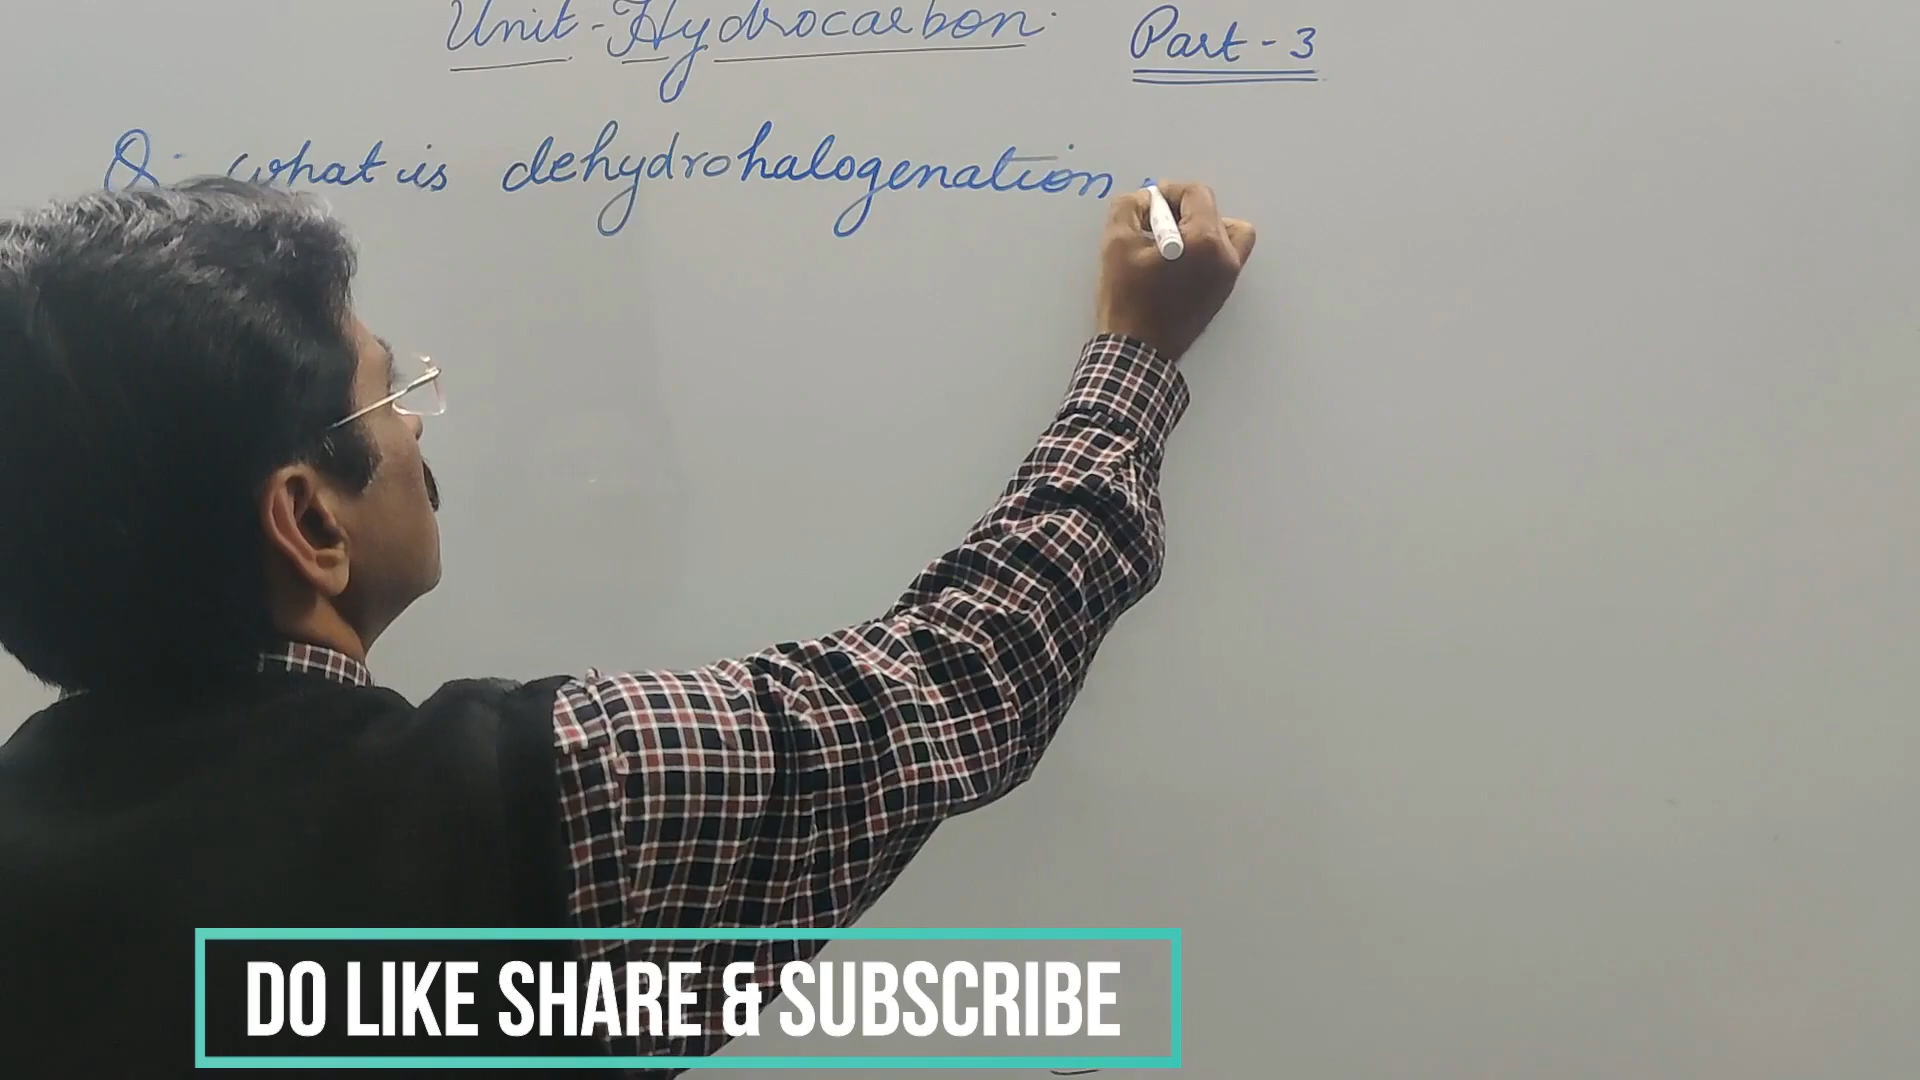 Unit-Hydrocarbon. Part-3
Q. what is dehydrohalogenation
DO LIKE SHARE & SUBSCRIBE